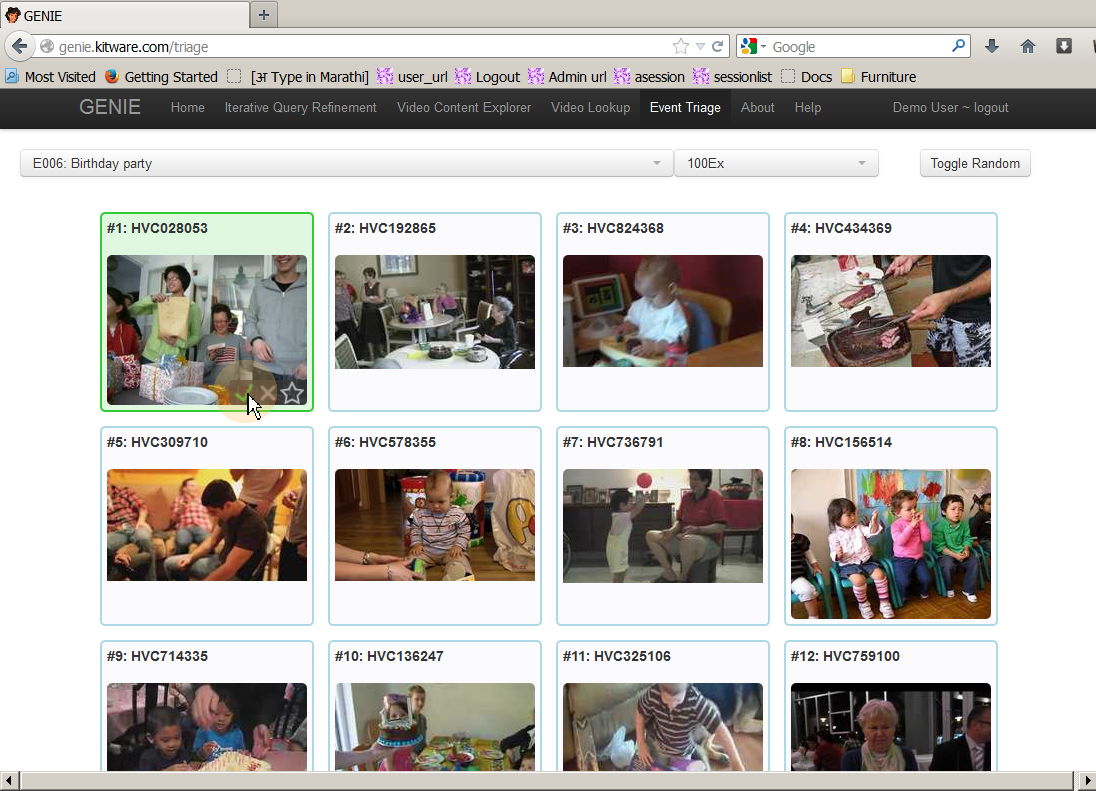 GENIE
genie.kitware.com/triage
Google
Most Visited Getting Started [अ Type in Marathi] user_url Logout Admin url asession sessionlist Docs Furniture
GENIE Home Iterative Query Refinement Video Content Explorer Video Lookup Event Triage About Help Demo User ~ logout
E006: Birthday party 100Ex Toggle Random
#1: HVC028053 #2: HVC192865 #3: HVC824368 #4: HVC434369
#5: HVC309710 #6: HVC578355 #7: HVC736791 #8: HVC156514
#9: HVC714335 #10: HVC136247 #11: HVC325106 #12: HVC759100